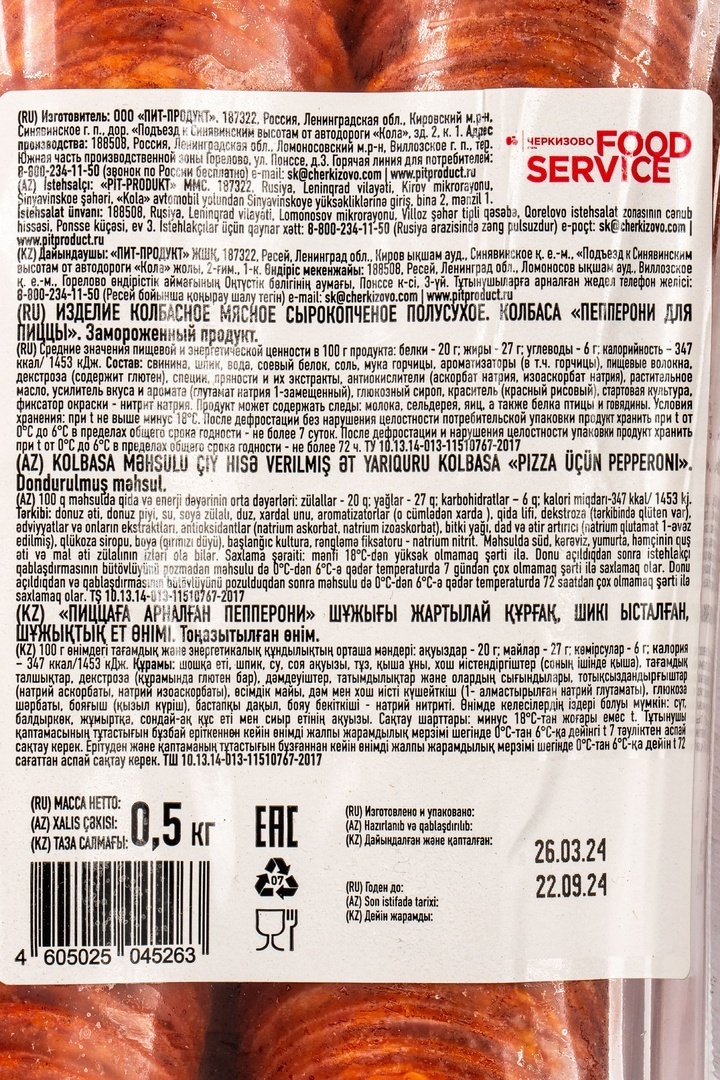 (RU) Изготовитель: ООО «ПИТ-ПРОДУКТ». 187322, Россия, Ленинградская обл., Кировский м.р-н,
Синявинское г. п., дор. «Подъезд к Синявинским высотам от автодороги «Кола», зд. 2, к. 1. Адрес
производства: 188508, Россия, Ленинградская обл., Ломоносовский м.р-н, Виллозское г. п., тер.
Южная часть производственной зоны Горелово, ул. Понссе, д.3. Горячая линия для потребителей:
8-800-234-11-50 (звонок по России бесплатно) e-mail: sk@cherkizovo.com | www.pitproduct.ru
ЧЕРКИЗОВО FOOD
SERVICE
(AZ) İstehsalçı: «PİT-PRODUKT» MMC. 187322, Rusiya, Leninqrad vilayəti, Kirov mikrorayonu,
Sinyavinskoe şəhəri, «Kola» avtomobil yolundan Sinyavinskoye yüksəkliklərinə giriş, bina 2, mənzil 1.
İstehsalat ünvanı: 188508, Rusiya, Leninqrad vilayəti, Lomonosov mikrorayonu, Villoz şəhər tipli qəsəbə, Qorelovo istehsalat zonasının cənub
hissəsi, Ponsse küçəsi, ev 3. İstehlakçılar üçün qaynar xətt: 8-800-234-11-50 (Rusiya ərazisində zəng pulsuzdur) e-poçt: sk@cherkizovo.com |
www.pitproduct.ru
(KZ) Дайындаушы: «ПИТ-ПРОДУКТ» ЖШҚ, 187322, Ресей, Ленинград обл., Киров ықшам ауд., Синявинское қ. е.-м., «Подъезд к Синявинским
высотам от автодороги «Кола» жолы, 2-ғим., 1-к. Өндіріс мекенжайы: 188508, Ресей, Ленинград обл., Ломоносов ықшам ауд., Виллозское
қ. е.-м., Горелово өндірістік аймағының Оңтүстік бөлігінің аумағы, Понссе к-сі, 3-үй. Тұтынушыларға арналған жедел телефон желісі:
8-800-234-11-50 (Ресей бойынша қоңырау шалу тегін) e-mail: sk@cherkizovo.com | www.pitproduct.ru
(RU) ИЗДЕЛИЕ КОЛБАСНОЕ МЯСНОЕ СЫРОКОПЧЕНОЕ ПОЛУСУХОЕ. КОЛБАСА «ПЕППЕРОНИ ДЛЯ
ПИЦЦЫ». Замороженный продукт.
(RU) Средние значения пищевой и энергетической ценности в 100 г продукта: белки - 20 г; жиры - 27 г; углеводы - 6 г; калорийность – 347
ккал/ 1453 кДж. Состав: свинина, шпик, вода, соевый белок, соль, мука горчицы, ароматизаторы (в т.ч. горчицы), пищевые волокна,
декстроза (содержит глютен), специи, пряности и их экстракты, антиокислители (аскорбат натрия, изоаскорбат натрия), растительное
масло, усилитель вкуса и аромата (глутамат натрия 1-замещенный), глюкозный сироп, краситель (красный рисовый), стартовая культура,
фиксатор окраски - нитрит натрия. Продукт может содержать следы: молока, сельдерея, яиц, а также белка птицы и говядины. Условия
хранения: при t не выше минус 18°С. После дефростации без нарушения целостности потребительской упаковки продукт хранить при t от
0°С до 6°С в пределах общего срока годности - не более 7 суток. После дефростации и нарушения целостности упаковки продукт хранить
при t от 0°С до 6°С в пределах общего срока годности - не более 72 ч. ТУ 10.13.14-013-11510767-2017
(AZ) KOLBASA MƏHSULU ÇİY HİSƏ VERİLMİŞ ƏT YARIQURU KOLBASA «PIZZA ÜÇÜN PEPPERONİ».
Dondurulmuş məhsul.
(AZ) 100 q məhsulda qida və enerji dəyərinin orta dəyərləri: zülallar - 20 q; yağlar - 27 q; karbohidratlar – 6 q; kalori miqdarı-347 kkal/ 1453 kj.
Tərkibi: donuz əti, donuz piyi, su, soya zülalı, duz, xardal unu, aromatizatorlar (o cümlədən xarda ), qida lifi, dekstroza (tərkibində qlüten var),
ədviyyatlar və onların ekstraktları, antioksidantlar (natrium askorbat, natrium izoaskorbat), bitki yağı, dad və ətir artırıcı (natrium qlutamat 1-əvəz
edilmiş), qlükoza siropu, boya (qırmızı düyü), başlanğıc kultura, rəngləmə fiksatoru - natrium nitrit. Məhsulda süd, kərəviz, yumurta, həmçinin quş
əti və mal əti zülalının izləri ola bilər. Saxlama şəraiti: mənfi 18°C-dən yüksək olmamaq şərti ilə. Donu açıldıqdan sonra istehlakçı
qablaşdırmasının bütövlüyünü pozmadan məhsulu da 0°C-dən 6°C-ə qədər temperaturda 7 gündən çox olmamaq şərti ilə saxlamaq olar. Donu
açıldıqdan və qablaşdırmasının bütövlüyünü pozulduqdan sonra məhsulu da 0°C-dən 6°C-ə qədər temperaturda 72 saatdan çox olmamaq şərti ilə
saxlamaq olar. TŞ 10.13.14-013-11510767-2017
(KZ) «ПИЦЦАҒА АРНАЛҒАН ПЕППЕРОНИ» ШҰЖЫҒЫ ЖАРТЫЛАЙ ҚҰРҒАҚ, ШИКІ ЫСТАЛҒАН,
ШҰЖЫҚТЫҚ ЕТ ӨНІМІ. Тоңазытылған өнім.
(KZ) 100 г өнімдегі тағамдық және энергетикалық құндылықтың орташа мәндері: ақуыздар - 20 г; майлар - 27 г; көмірсулар - 6 г; калория
– 347 ккал/1453 кДж. Құрамы: шошқа еті, шпик, су, соя ақуызы, тұз, қыша ұны, хош иістендіргіштер (соның ішінде қыша), тағамдық
талшықтар, декстроза (құрамында глютен бар), дәмдеуіштер, татымдылықтар және олардың сығындылары, тотықсыздандырғыштар
(натрий аскорбаты, натрий изоаскорбаты), өсімдік майы, дәм мен хош иісті күшейткіш (1- алмастырылған натрий глутаматы), глюкоза
шәрбаты, бояғыш (қызыл күріш), бастапқы дақыл, бояу бекіткіші - натрий нитриті. Өнімде келесілердің іздері болуы мүмкін: сүт,
балдыркөк, жұмыртқа, сондай-ақ құс еті мен сиыр етінің ақуызы. Сақтау шарттары: минус 18°С-тан жоғары емес t. Тұтынушы
қаптамасының тұтастығын бұзбай еріткеннен кейін өнімді жалпы жарамдылық мерзімі шегінде 0°С-тан 6°С-қа дейінгі t 7 тәуліктен аспай
сақтау керек. Ерітуден және қаптаманың тұтастығын бұзғаннан кейін өнімді жалпы жарамдылық мерзімі шегінде 0°С-тан 6°С-қа дейін t 72
сағаттан аспай сақтау керек. ТШ 10.13.14-013-11510767-2017
(RU) МАССА НЕТТО:
(AZ) XALIS ÇƏKISI:
(KZ) ТАЗА САЛМАҒЫ:
0,5 кг
EAC
07
(RU) Изготовлено и упаковано:
(AZ) Hazırlanıb və qablaşdırılıb:
(KZ) Дайындалған және қапталған:
26.03.24
22.09.24
(RU) Годен до:
(AZ) Son istifadə tarixi:
(KZ) Дейін жарамды:
4 605025 045263